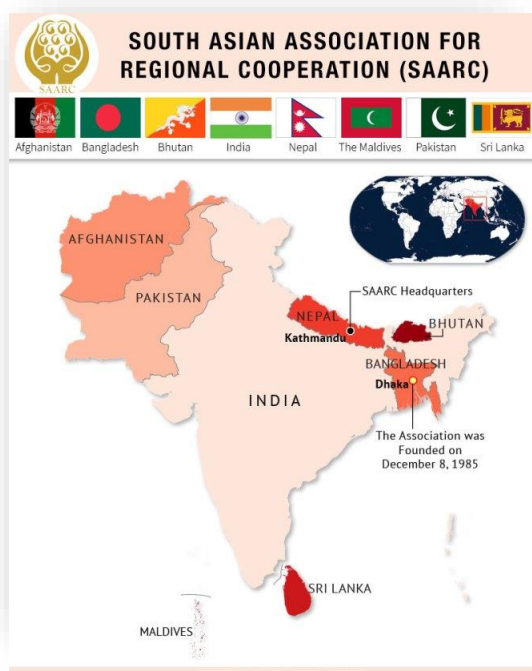 SOUTH ASIAN ASSOCIATION FOR
REGIONAL COOPERATION (SAARC)
SAARC
Afghanistan Bangladesh Bhutan India Nepal The Maldives Pakistan Sri Lanka
AFGHANISTAN
PAKISTAN
SAARC Headquarters
NEPAL
BHUTAN
Kathmandu
BANGLADESH
Dhaka
INDIA
The Association was
Founded on
December 8, 1985
SRI LANKA
MALDIVES